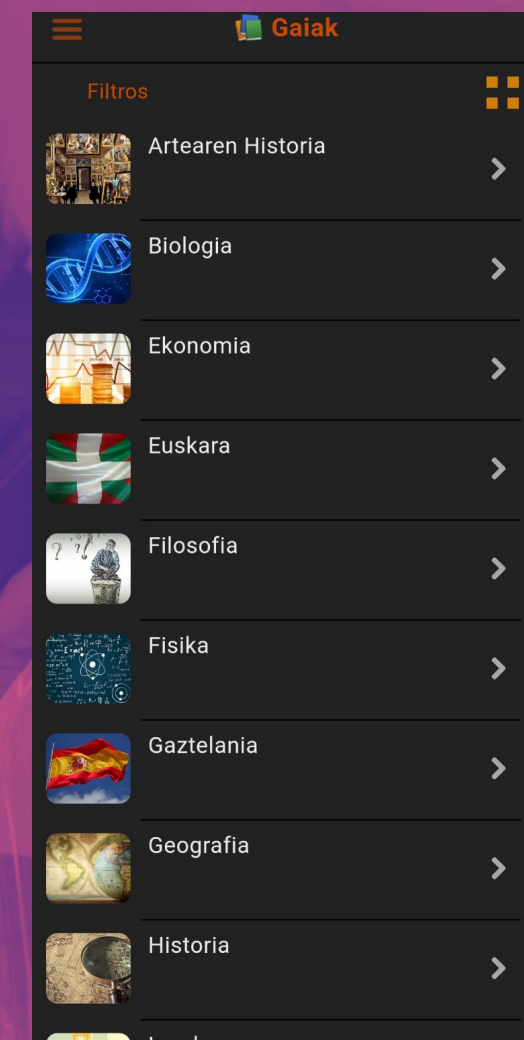 Gaiak
Filtros
Artearen Historia
Biologia
Ekonomia
Euskara
Filosofia
Fisika
Gaztelania
Geografia
Historia